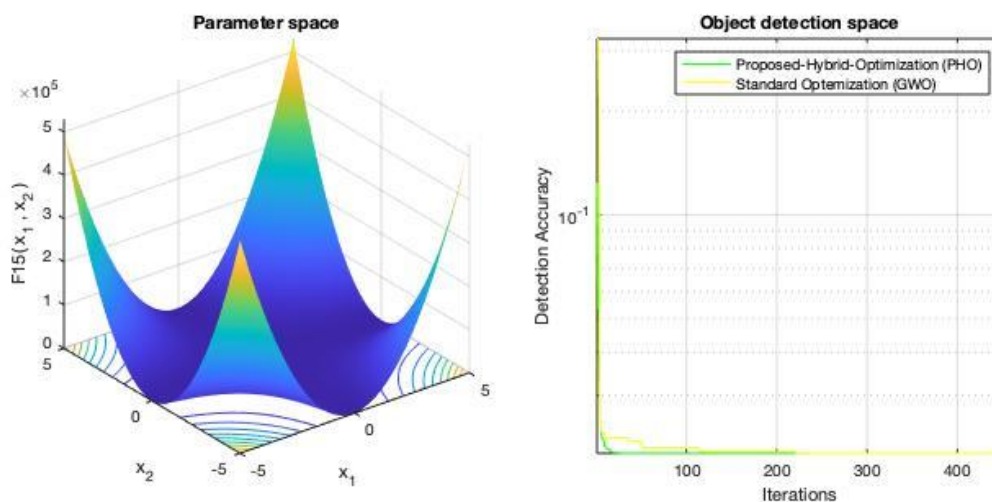 Parameter space
×10⁵
5
4
3
2
1
0
F15(x₁ , x₂)
5
0
-5
x₂
-5
0
5
x₁
Object detection space
Proposed-Hybrid-Optimization (PHO)
Standard Optemization (GWO)
10⁻¹
Detection Accuracy
100
200
300
400
Iterations